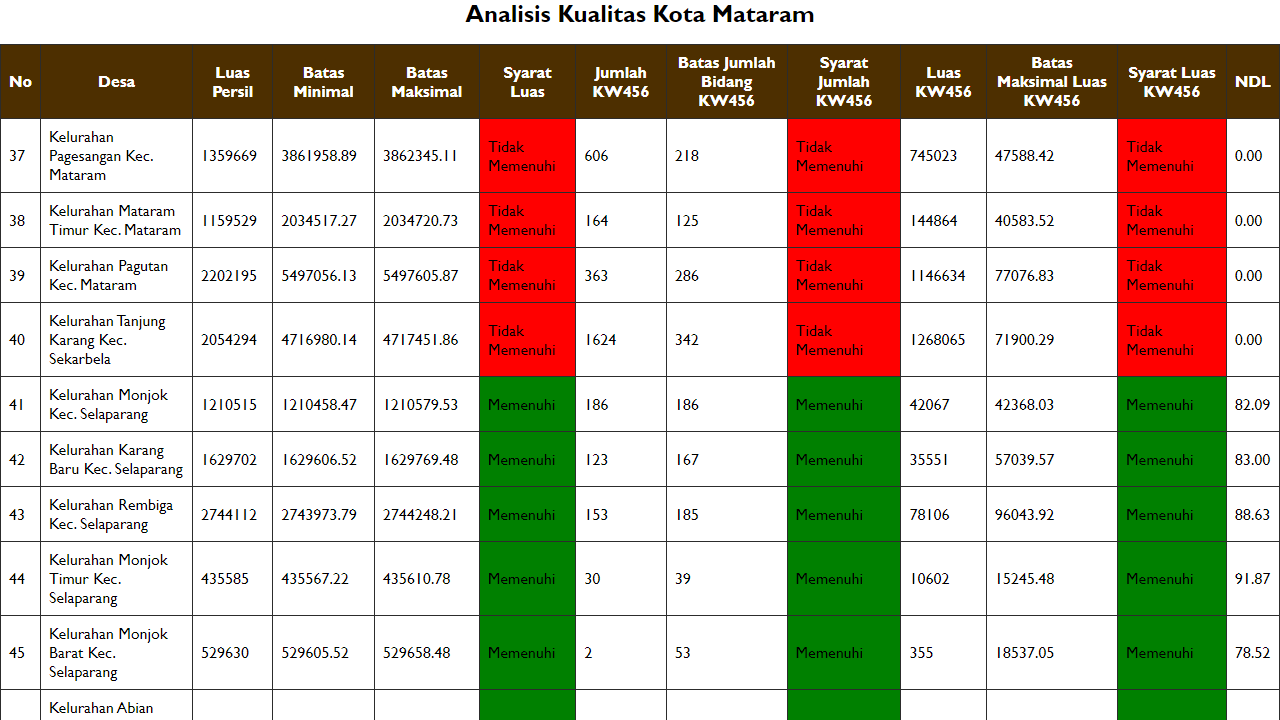 Analisis Kualitas Kota Mataram
No Desa Luas Persil Batas Minimal Batas Maksimal Syarat Luas Jumlah KW456 Batas Jumlah Bidang KW456 Syarat Jumlah KW456 Luas KW456 Batas Maksimal Luas KW456 Syarat Luas KW456 NDL
37 Kelurahan Pagesangan Kec. Mataram 1359669 3861958.89 3862345.11 Tidak Memenuhi 606 218 Tidak Memenuhi 745023 47588.42 Tidak Memenuhi 0.00
38 Kelurahan Mataram Timur Kec. Mataram 1159529 2034517.27 2034720.73 Tidak Memenuhi 164 125 Tidak Memenuhi 144864 40583.52 Tidak Memenuhi 0.00
39 Kelurahan Pagutan Kec. Mataram 2202195 5497056.13 5497605.87 Tidak Memenuhi 363 286 Tidak Memenuhi 1146634 77076.83 Tidak Memenuhi 0.00
40 Kelurahan Tanjung Karang Kec. Sekarbela 2054294 4716980.14 4717451.86 Tidak Memenuhi 1624 342 Tidak Memenuhi 1268065 71900.29 Tidak Memenuhi 0.00
41 Kelurahan Monjok Kec. Selaparang 1210515 1210458.47 1210579.53 Memenuhi 186 186 Memenuhi 42067 42368.03 Memenuhi 82.09
42 Kelurahan Karang Baru Kec. Selaparang 1629702 1629606.52 1629769.48 Memenuhi 123 167 Memenuhi 35551 57039.57 Memenuhi 83.00
43 Kelurahan Rembiga Kec. Selaparang 2744112 2743973.79 2744248.21 Memenuhi 153 185 Memenuhi 78106 96043.92 Memenuhi 88.63
44 Kelurahan Monjok Timur Kec. Selaparang 435585 435567.22 435610.78 Memenuhi 30 39 Memenuhi 10602 15245.48 Memenuhi 91.87
45 Kelurahan Monjok Barat Kec. Selaparang 529630 529605.52 529658.48 Memenuhi 2 53 Memenuhi 355 18537.05 Memenuhi 78.52
Kelurahan Abian